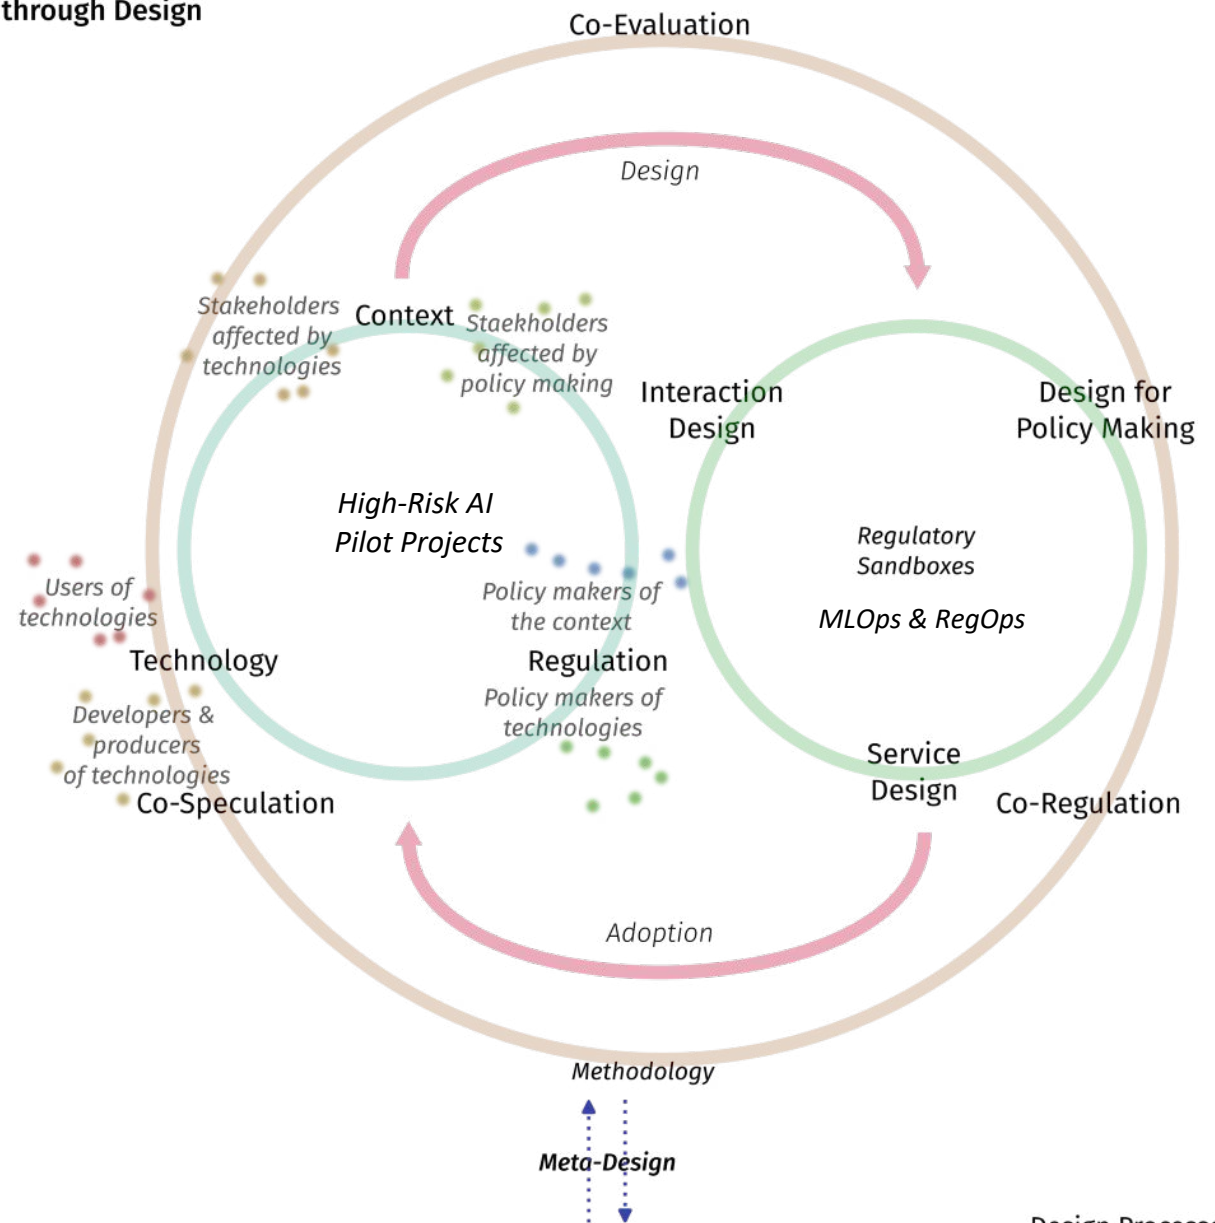 through Design
Co-Evaluation
Design
Stakeholders
affected by
technologies
Context
Staekholders
affected by
policy making
Interaction
Design
Design for
Policy Making
High-Risk AI
Pilot Projects
Regulatory
Sandboxes
MLOps & RegOps
Users of
technologies
Policy makers of
the context
Technology
Regulation
Policy makers of
technologies
Developers &
producers
of technologies
Co-Speculation
Service
Design
Co-Regulation
Adoption
Methodology
Meta-Design